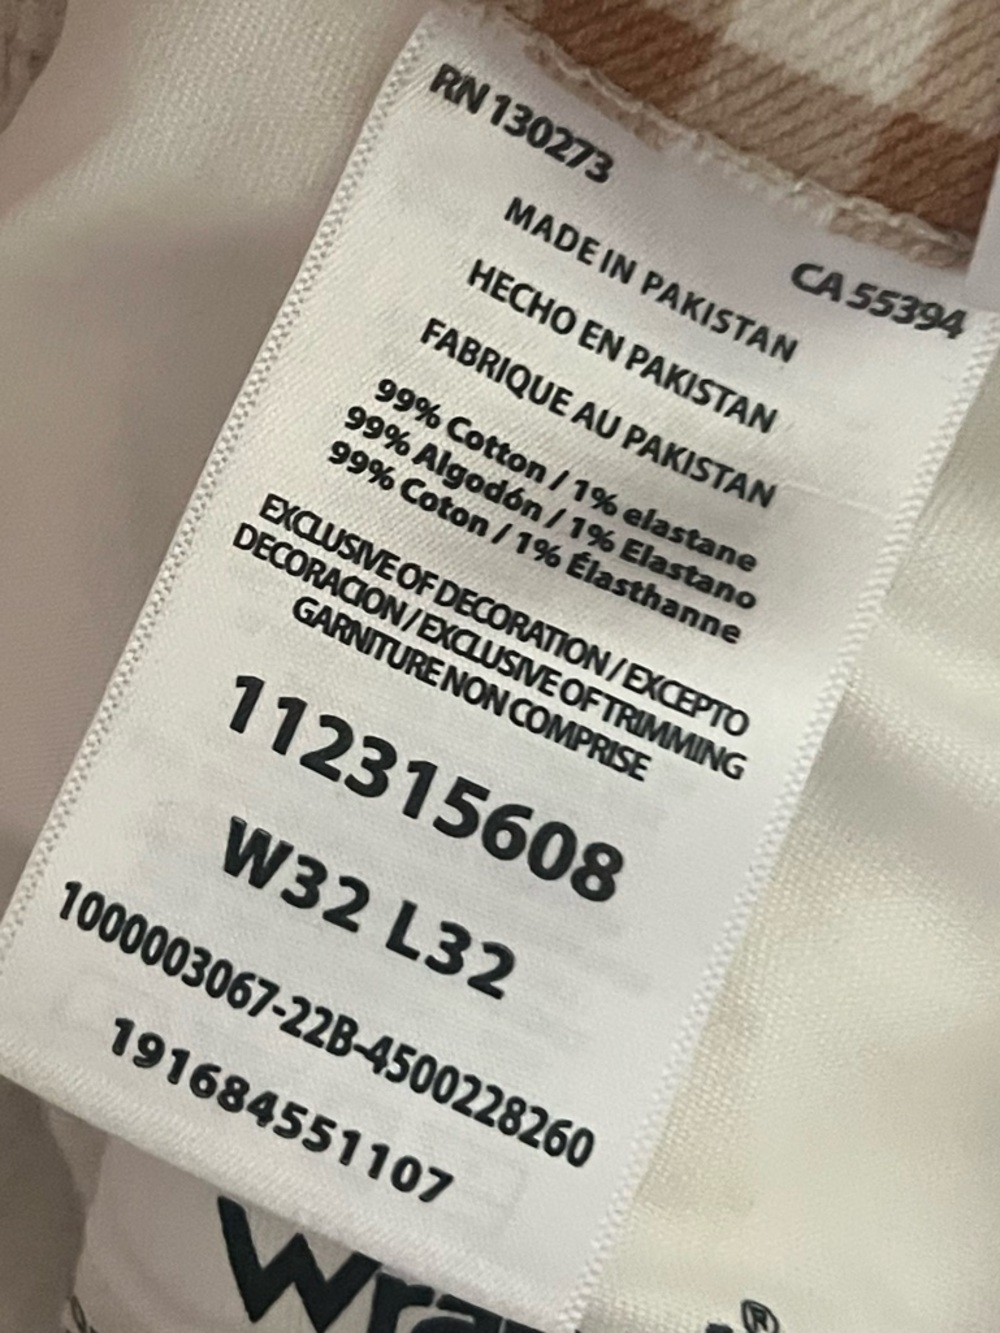 RN 130273
CA 55394
MADE IN PAKISTAN
HECHO EN PAKISTAN
FABRIQUE AU PAKISTAN
99% Cotton / 1% elastane
99% Algodón / 1% Elastano
99% Coton / 1% Élasthanne
EXCLUSIVE OF DECORATION / EXCEPTO
DECORACION / EXCLUSIVE OF TRIMMING
GARNITURE NON COMPRISE
112315608
W32 L32
1000003067-22B-4500228260
191684551107
Wra
®